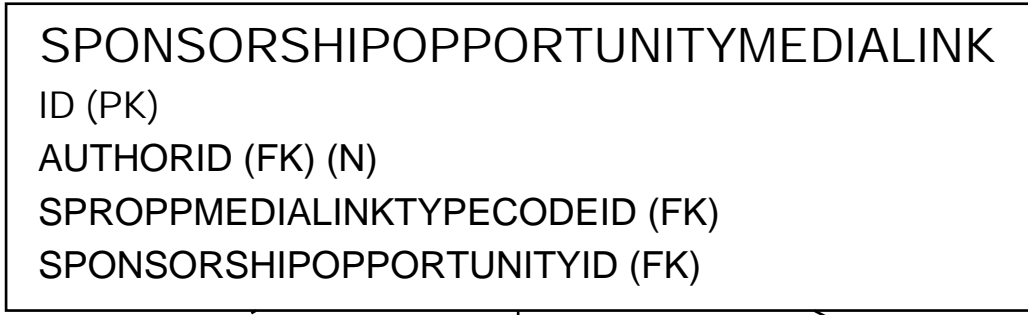 SPONSORSHIPOPPORTUNITYMEDIALINK
ID (PK)
AUTHORID (FK) (N)
SPROPPMEDIALINKTYPECODEID (FK)
SPONSORSHIPOPPORTUNITYID (FK)